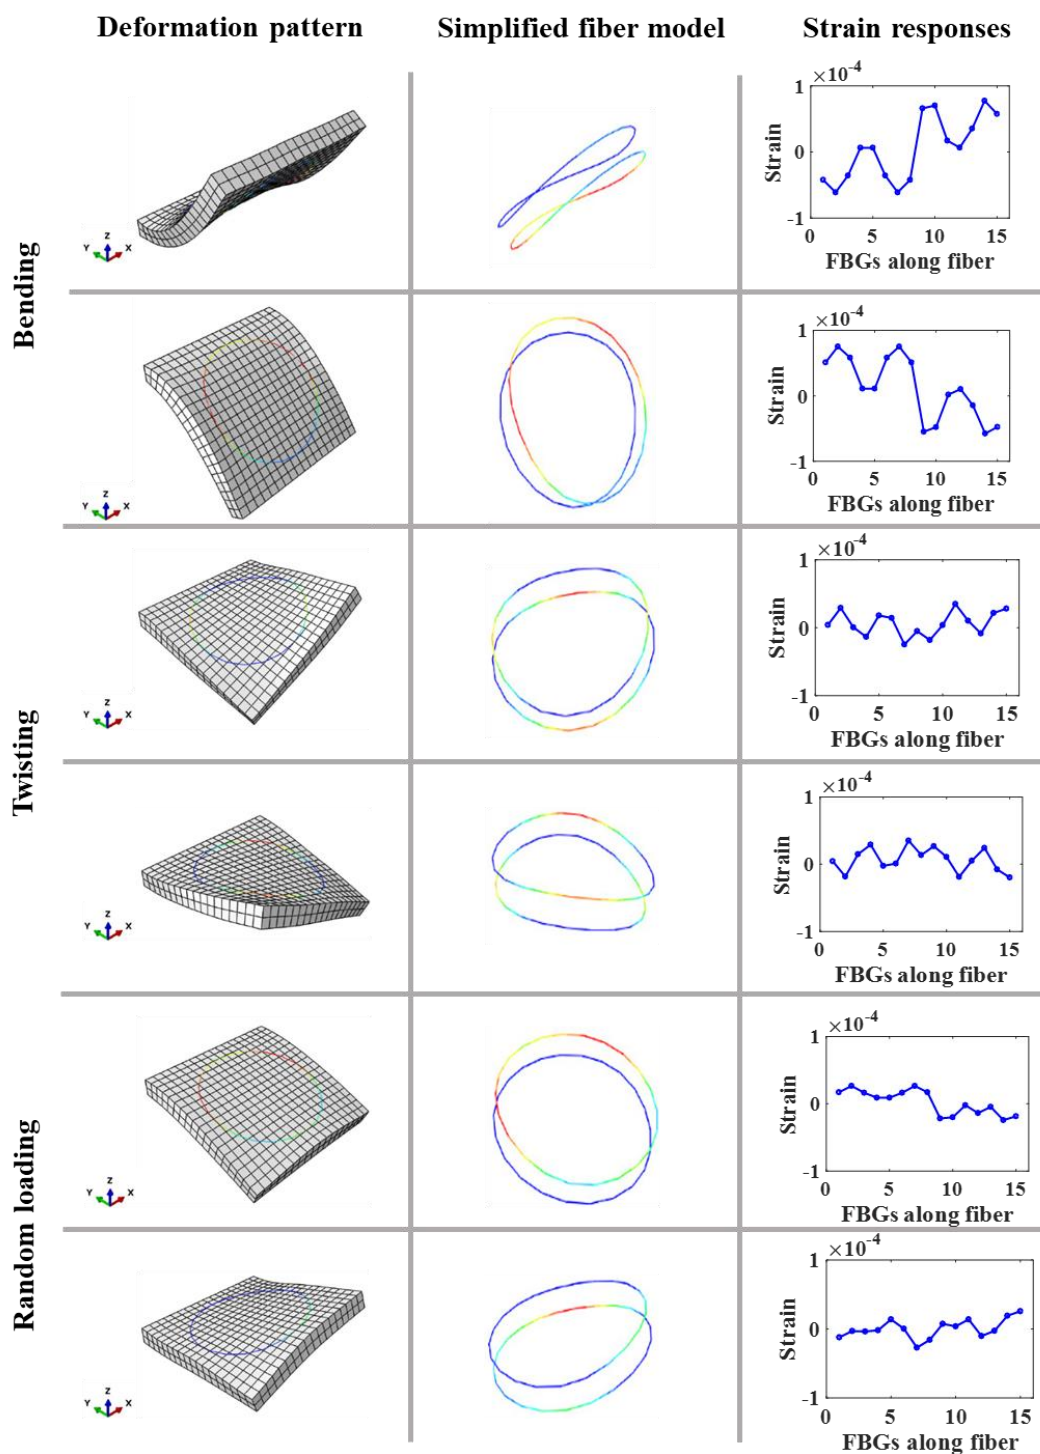 Deformation pattern Simplified fiber model Strain responses
Bending
Z
Y X
×10-4
1
0
-1
Strain
0 5 10 15
FBGs along fiber
Z
Y X
×10-4
1
0
-1
Strain
0 5 10 15
FBGs along fiber
Twisting
Z
Y X
×10-4
1
0
-1
Strain
0 5 10 15
FBGs along fiber
Z
Y X
×10-4
1
0
-1
Strain
0 5 10 15
FBGs along fiber
Random loading
Z
Y X
×10-4
1
0
-1
Strain
0 5 10 15
FBGs along fiber
Z
Y X
×10-4
1
0
-1
Strain
0 5 10 15
FBGs along fiber